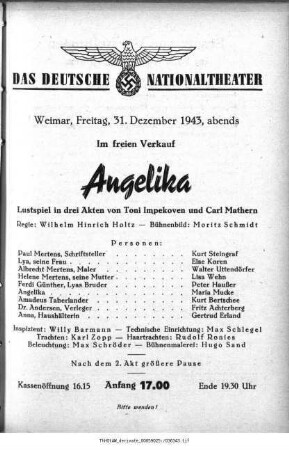 DAS DEUTSCHE NATIONALTHEATER
Weimar, Freitag, 31. Dezember 1943, abends
Im freien Verkauf
Angelika
Lustspiel in drei Akten von Toni Impekoven und Carl Mathern
Regie: Wilhelm Hinrich Holtz — Bühnenbild: Moritz Schmidt
Personen:
Paul Mertens, Schriftsteller . . . Kurt Steingraf
Lya, seine Frau . . . Else Koren
Albrecht Mertens, Maler . . . Walter Uttendörfer
Helene Mertens, seine Mutter . . . Lisa Wehn
Ferdi Günther, Lyas Bruder . . . Peter Haußer
Angelika . . . Maria Mucke
Amadeus Taberlander . . . Kurt Bertschse
Dr. Andersen, Verleger . . . Fritz Achterberg
Anna, Haushälterin . . . Gertrud Erland
Inspizient: Willy Barmann — Technische Einrichtung: Max Schlegel
Trachten: Karl Zopp — Haartrachten: Rudolf Ronies
Beleuchtung: Max Schröder — Bühnenmalerei: Hugo Sand
Nach dem 2. Akt größere Pause
Kassenöffnung 16.15 Anfang 17.00 Ende 19.30 Uhr
Bitte wenden!